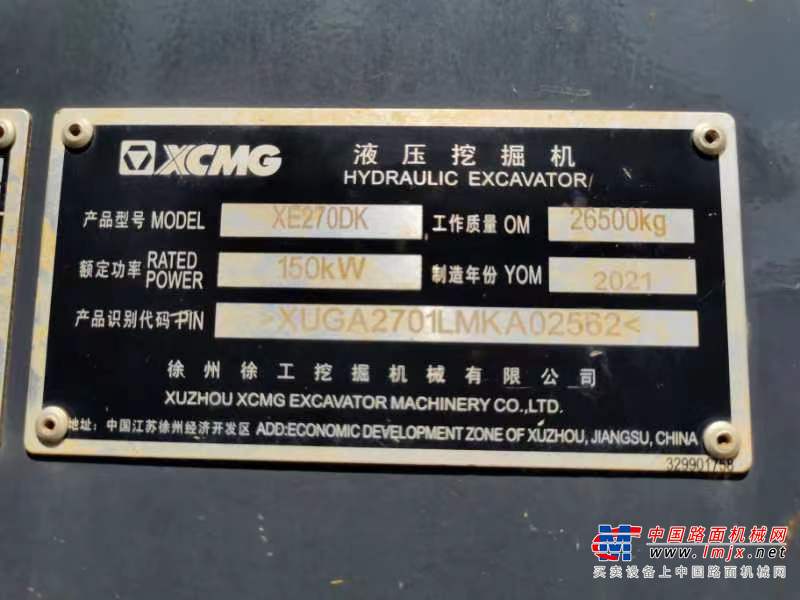 XCMG 液压挖掘机
HYDRAULIC EXCAVATOR
产品型号 MODEL XE270DK 工作质量 OM 26500kg
额定功率 RATED POWER 150kW 制造年份 YOM 2021
产品识别代码 PIN >XUGA2701LMKA02562<
徐州徐工挖掘机械有限公司
XUZHOU XCMG EXCAVATOR MACHINERY CO.,LTD.
地址: 中国江苏徐州经济开发区 ADD:ECONOMIC DEVELOPMENT ZONE OF XUZHOU, JIANGSU, CHINA
329901758
中国路面机械网
www.lmjx.net
买卖设备上中国路面机械网